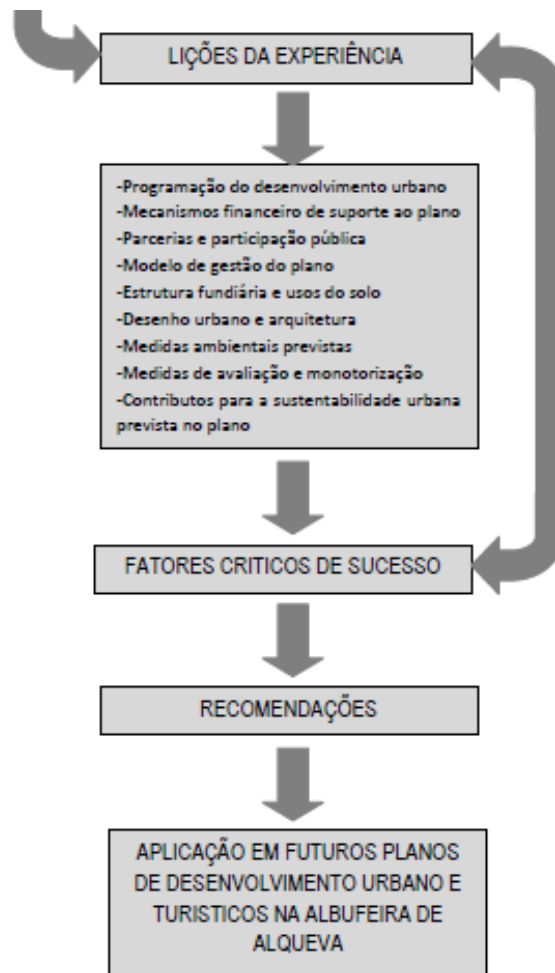 LIÇÕES DA EXPERIÊNCIA
-Programação do desenvolvimento urbano
-Mecanismos financeiro de suporte ao plano
-Parcerias e participação pública
-Modelo de gestão do plano
-Estrutura fundiária e usos do solo
-Desenho urbano e arquitetura
-Medidas ambientais previstas
-Medidas de avaliação e monotorização
-Contributos para a sustentabilidade urbana
prevista no plano
FATORES CRITICOS DE SUCESSO
RECOMENDAÇÕES
APLICAÇÃO EM FUTUROS PLANOS
DE DESENVOLVIMENTO URBANO E
TURISTICOS NA ALBUFEIRA DE
ALQUEVA